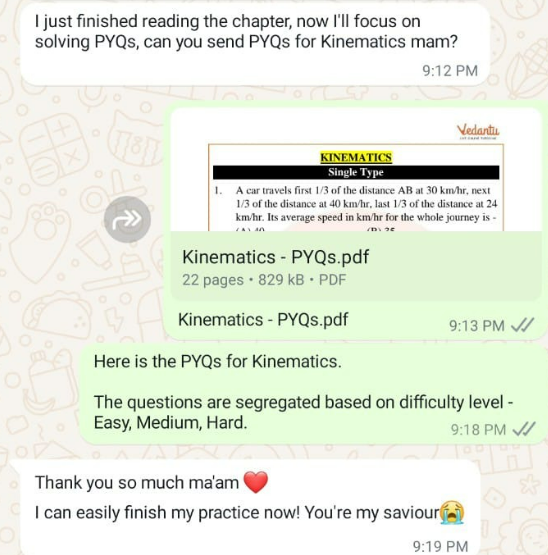 I just finished reading the chapter, now I'll focus on
solving PYQs, can you send PYQs for Kinematics mam?
9:12 PM
Vedantu
KINEMATICS
Single Type
1. A car travels first 1/3 of the distance AB at 30 km/hr, next
1/3 of the distance at 40 km/hr, last 1/3 of the distance at 24
km/hr. Its average speed in km/hr for the whole journey is -
Kinematics - PYQs.pdf
22 pages • 829 kB • PDF
Kinematics - PYQs.pdf
9:13 PM
Here is the PYQs for Kinematics.
The questions are segregated based on difficulty level -
Easy, Medium, Hard.
9:18 PM
Thank you so much ma'am ❤️
I can easily finish my practice now! You're my saviour😭
9:19 PM